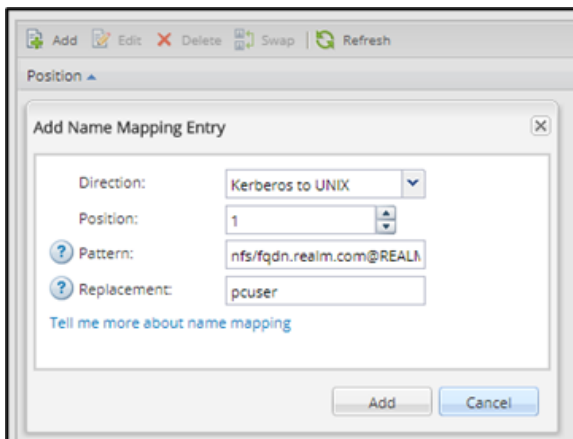 Add Edit Delete Swap Refresh
Position
Add Name Mapping Entry
Direction: Kerberos to UNIX
Position: 1
Pattern: nfs/fqdn.realm.com@REALM
Replacement: pcuser
Tell me more about name mapping
Add Cancel